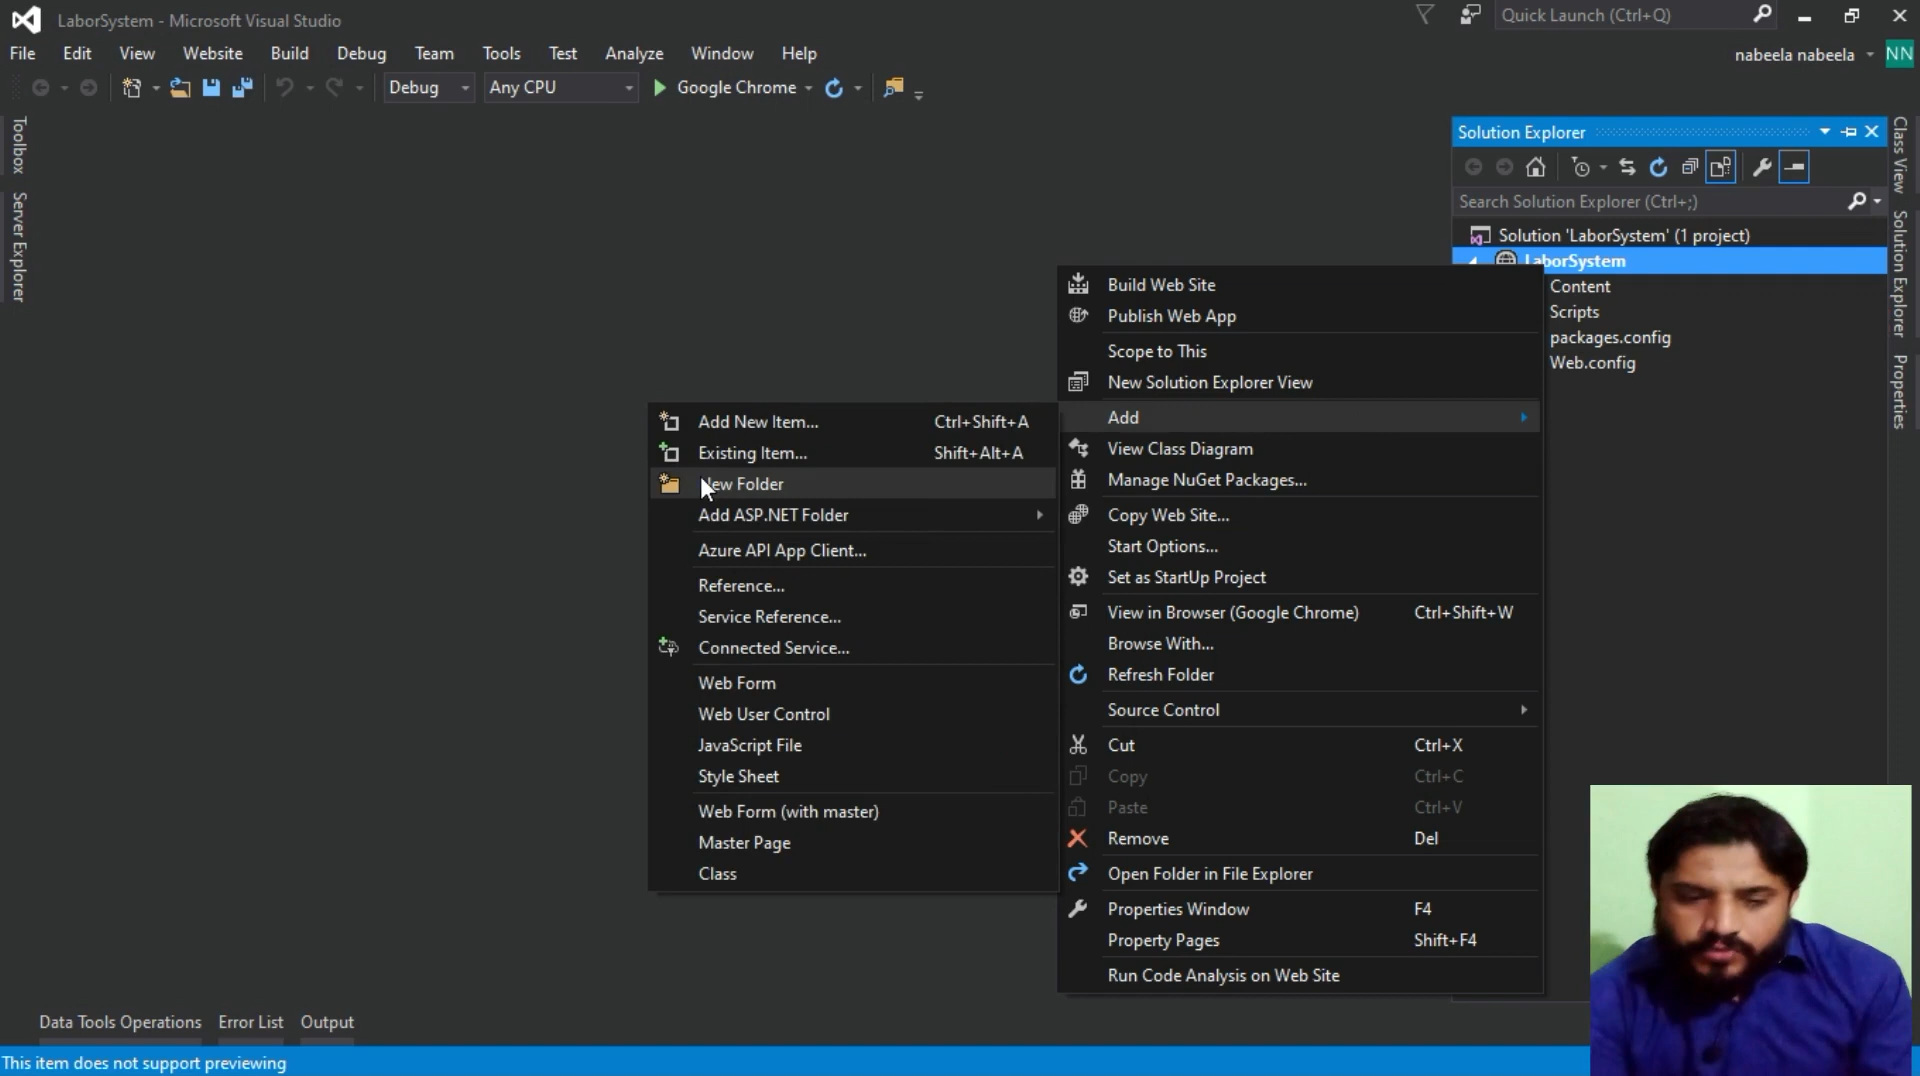 LaborSystem - Microsoft Visual Studio
Quick Launch (Ctrl+Q)
File Edit View Website Build Debug Team Tools Test Analyze Window Help
nabeela nabeela NN
Debug Any CPU Google Chrome
Toolbox
Server Explorer
Solution Explorer
Search Solution Explorer (Ctrl+;)
Solution 'LaborSystem' (1 project)
LaborSystem
Content
Scripts
packages.config
Web.config
Class View
Solution Explorer
Properties
Build Web Site
Publish Web App
Scope to This
New Solution Explorer View
Add
View Class Diagram
Manage NuGet Packages...
Copy Web Site...
Start Options...
Set as StartUp Project
View in Browser (Google Chrome) Ctrl+Shift+W
Browse With...
Refresh Folder
Source Control
Cut Ctrl+X
Copy Ctrl+C
Paste Ctrl+V
Remove Del
Open Folder in File Explorer
Properties Window F4
Property Pages Shift+F4
Run Code Analysis on Web Site
Add New Item... Ctrl+Shift+A
Existing Item... Shift+Alt+A
New Folder
Add ASP.NET Folder
Azure API App Client...
Reference...
Service Reference...
Connected Service...
Web Form
Web User Control
JavaScript File
Style Sheet
Web Form (with master)
Master Page
Class
Data Tools Operations Error List Output
This item does not support previewing